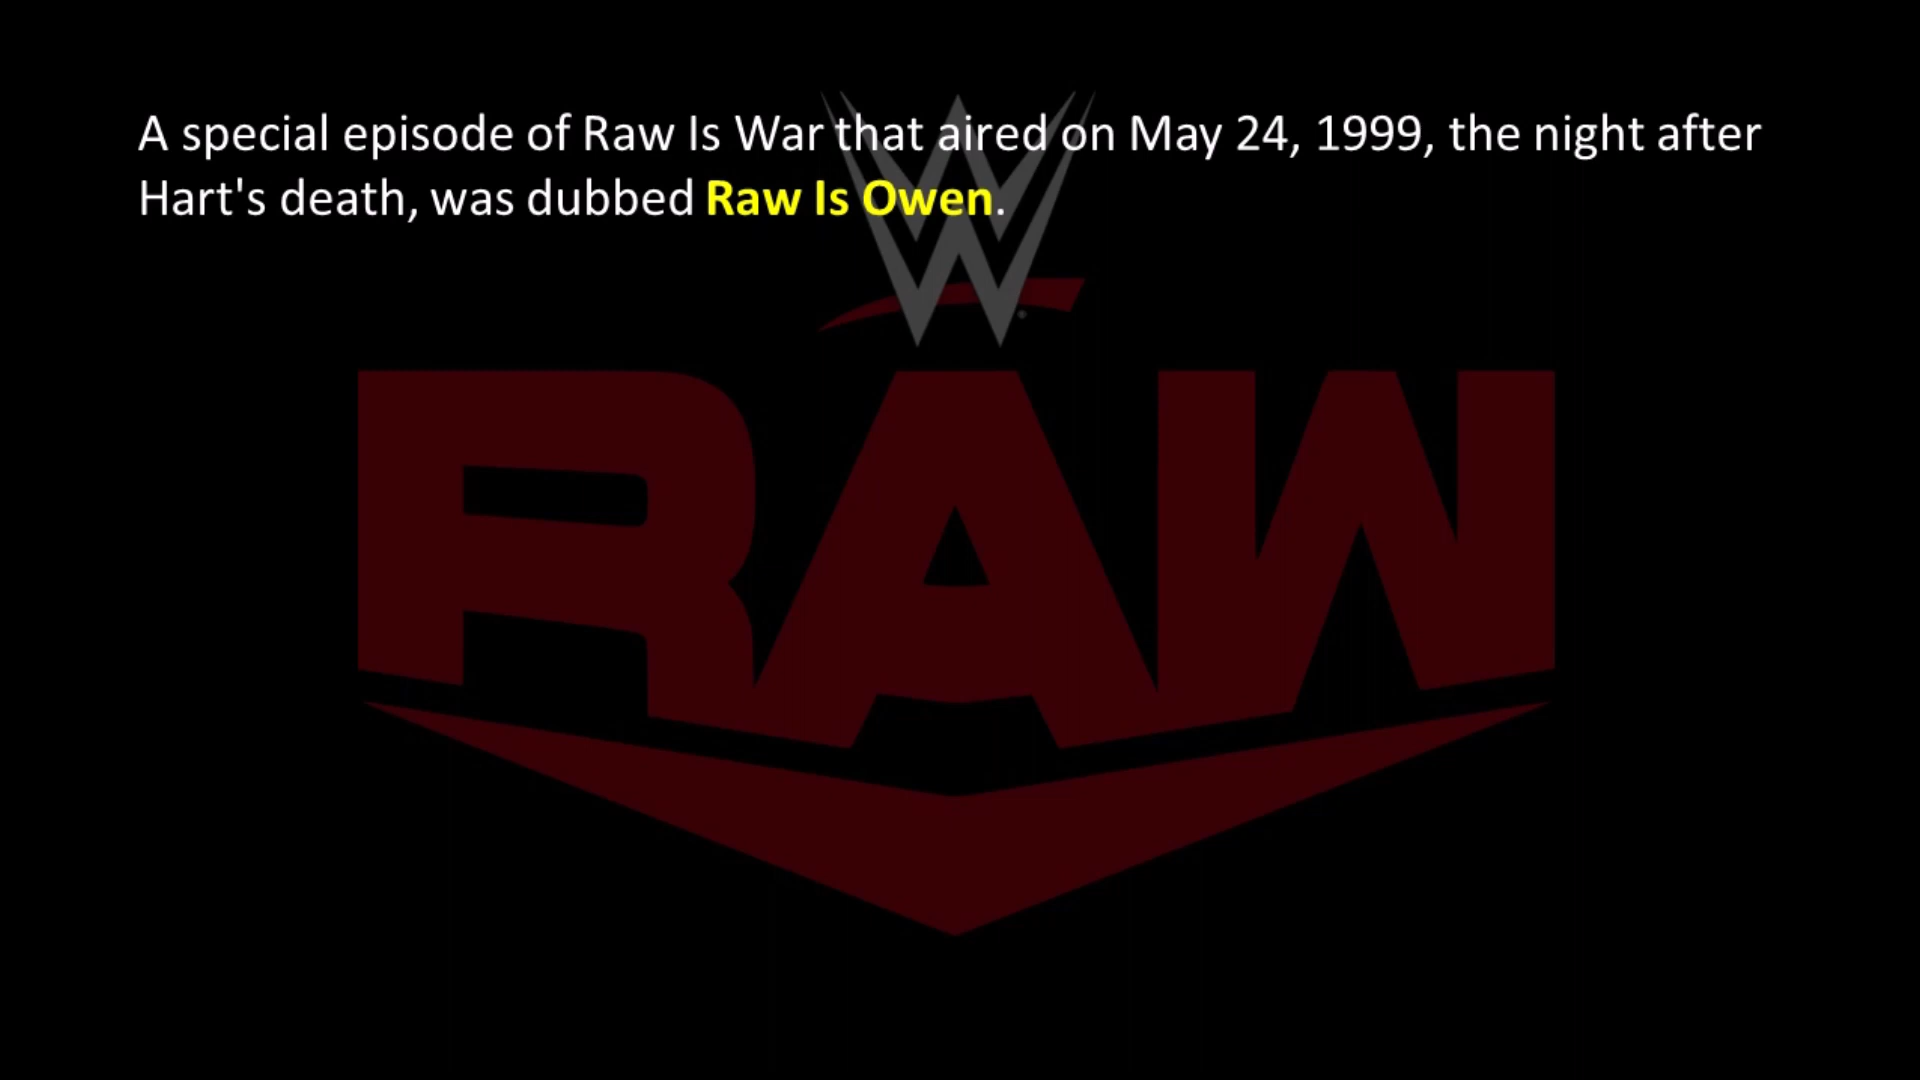 A special episode of Raw Is War that aired on May 24, 1999, the night after
Hart's death, was dubbed Raw Is Owen.
W
RAW